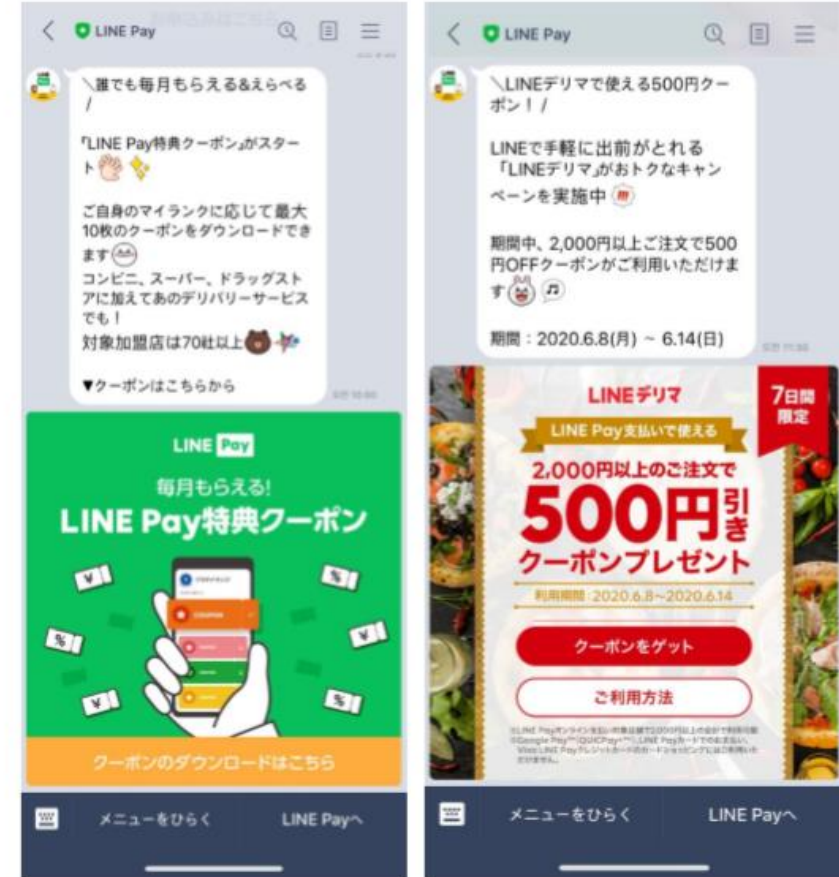 LINE Pay
\誰でも毎月もらえる&えらべる
/
「LINE Pay特典クーポン」がスター
ト
ご自身のマイランクに応じて最大
10枚のクーポンをダウンロードでき
ます
コンビニ、スーパー、ドラッグスト
アに加えてあのデリバリーサービス
でも！
対象加盟店は70社以上
▼クーポンはこちらから
LINE Pay
毎月もらえる!
LINE Pay特典クーポン
COUPON
クーポンのダウンロードはこちら
メニューをひらく
LINE Payへ
LINE Pay
\LINEデリマで使える500円クー
ポン！/
LINEで手軽に出前がとれる
「LINEデリマ」がおトクなキャン
ペーンを実施中
期間中、2,000円以上ご注文で500
円OFFクーポンがご利用いただけま
す
期間：2020.6.8(月) ~ 6.14(日)
LINEデリマ
7日間
限定
LINE Pay支払いで使える
2,000円以上のご注文で
500円引き
クーポンプレゼント
利用期間:2020.6.8~2020.6.14
クーポンをゲット
ご利用方法
メニューをひらく
LINE Payへ